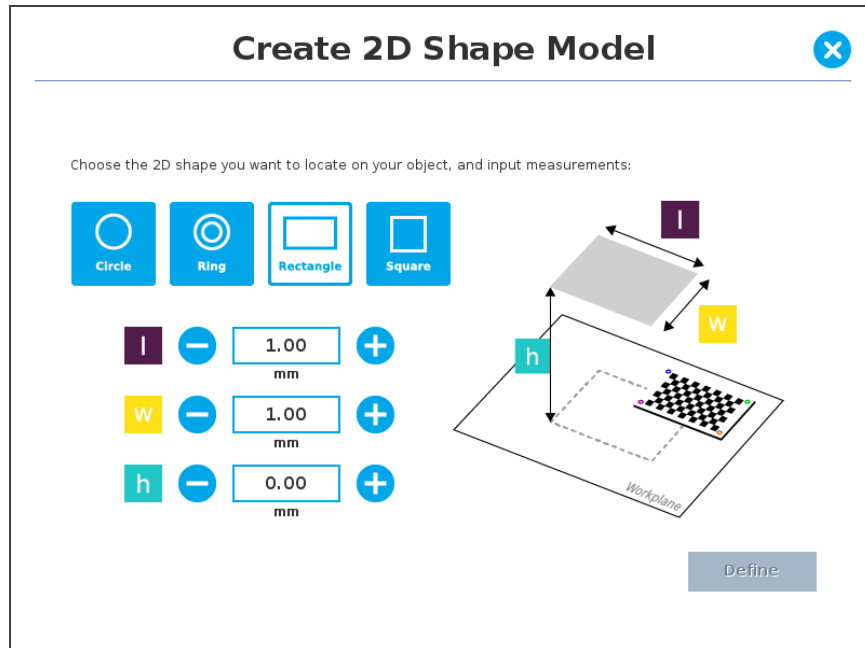 Create 2D Shape Model
Choose the 2D shape you want to locate on your object, and input measurements:
Circle
Ring
Rectangle
Square
l
1.00
mm
w
1.00
mm
h
0.00
mm
l
w
h
Workplane
Define